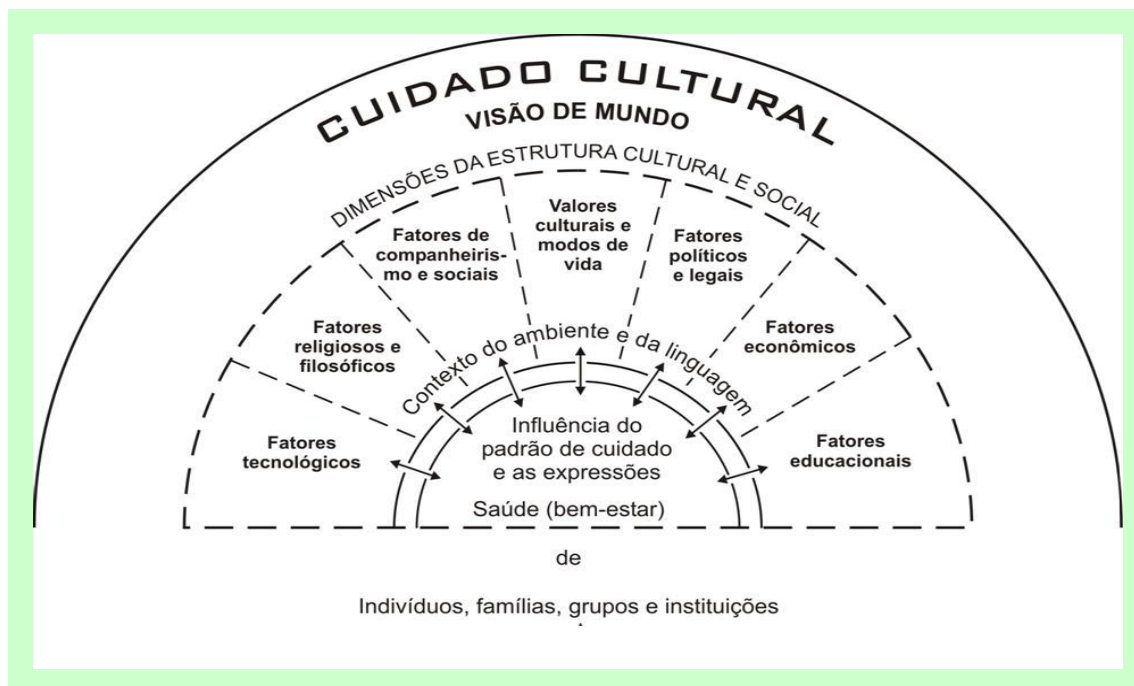 CUIDADO CULTURAL
VISÃO DE MUNDO
DIMENSÕES DA ESTRUTURA CULTURAL E SOCIAL
Fatores
tecnológicos
Fatores
religiosos e
filosóficos
Fatores de
companheiris-
mo e sociais
Valores
culturais e
modos de
vida
Fatores
políticos
e legais
Fatores
econômicos
Fatores
educacionais
Contexto do ambiente e da linguagem
Influência do
padrão de cuidado
e as expressões
Saúde (bem-estar)
de
Indivíduos, famílias, grupos e instituições